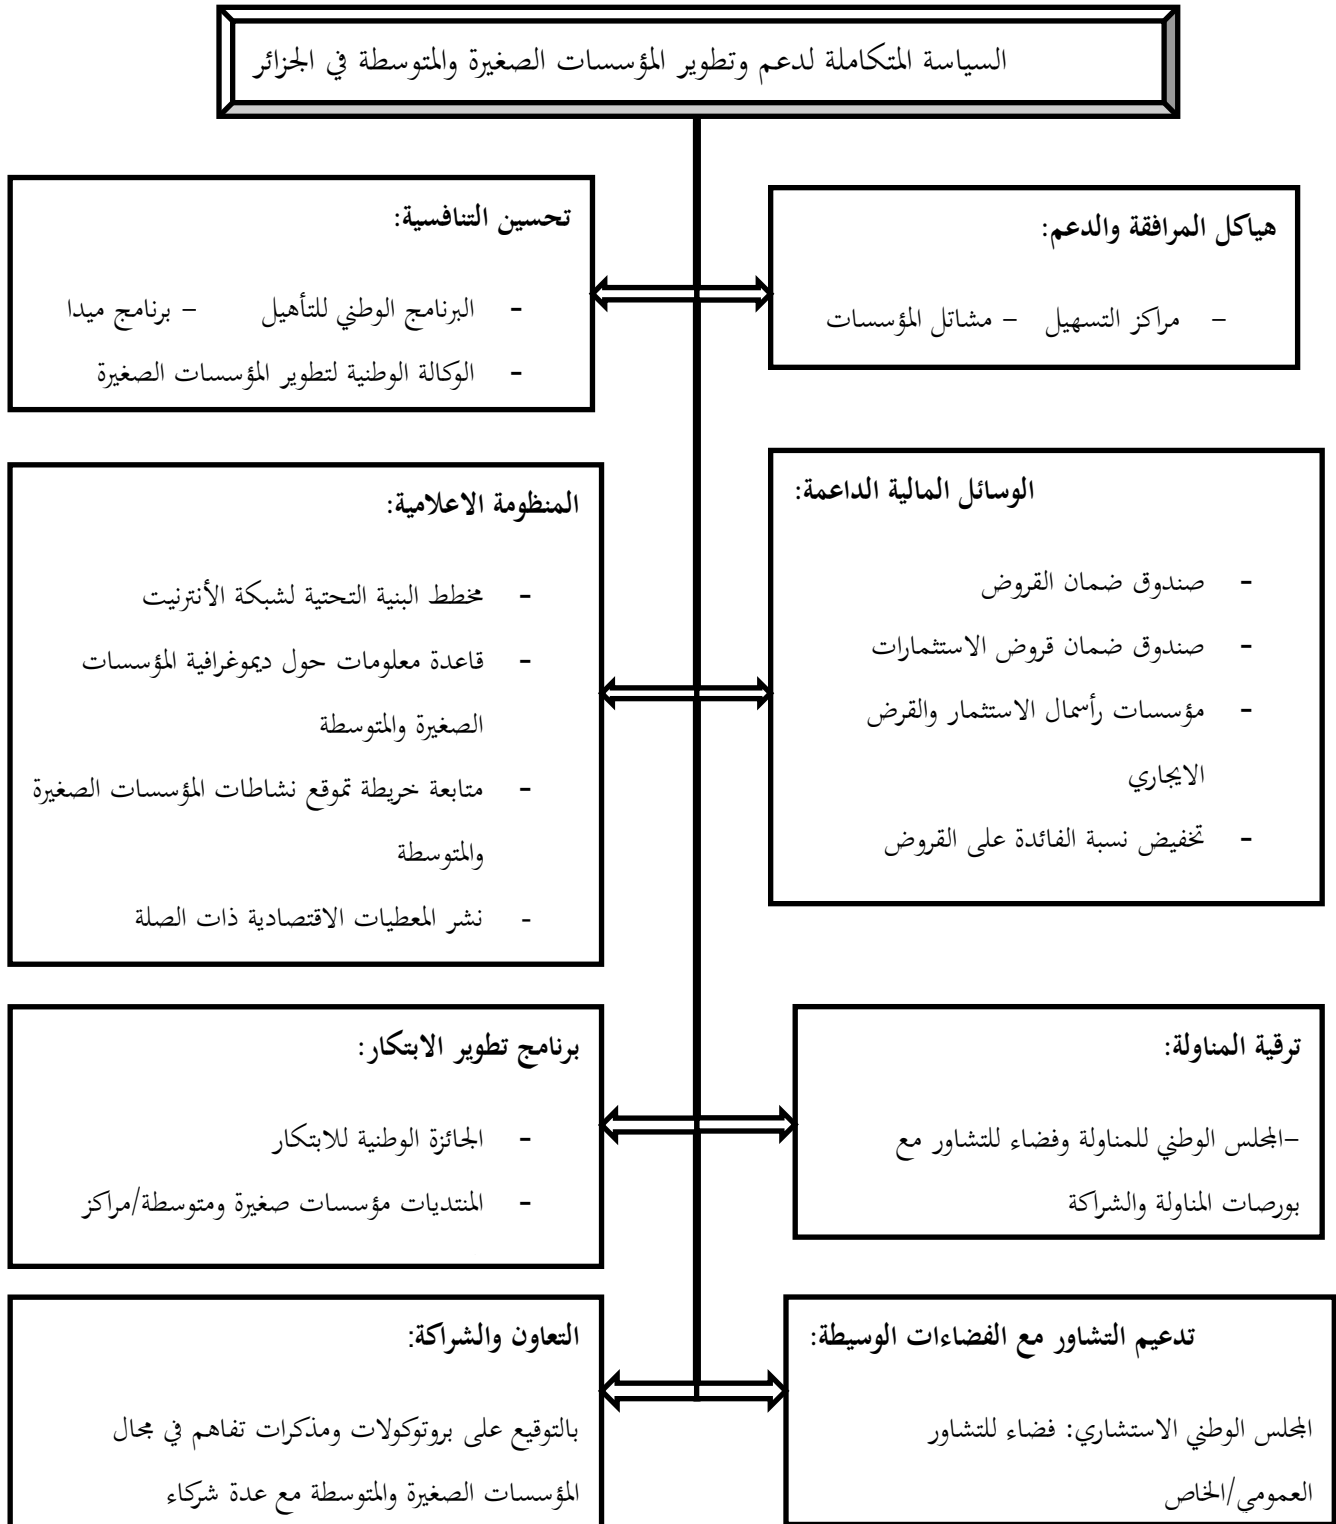 السياسة المتكاملة لدعم وتطوير المؤسسات الصغيرة والمتوسطة في الجزائر
هياكل المرافقة والدعم:
– مراكز التسهيل – مشاتل المؤسسات
تحسين التنافسية:
- البرنامج الوطني للتأهيل – برنامج ميدا
- الوكالة الوطنية لتطوير المؤسسات الصغيرة
الوسائل المالية الداعمة:
- صندوق ضمان القروض
- صندوق ضمان قروض الاستثمارات
- مؤسسات رأسمال الاستثمار والقرض
الايجاري
- تخفيض نسبة الفائدة على القروض
المنظومة الاعلامية:
- مخطط البنية التحتية لشبكة الأنترنيت
- قاعدة معلومات حول ديموغرافية المؤسسات
الصغيرة والمتوسطة
- متابعة خريطة تموقع نشاطات المؤسسات الصغيرة
والمتوسطة
- نشر المعطيات الاقتصادية ذات الصلة
ترقية المناولة:
–المجلس الوطني للمناولة وفضاء للتشاور مع
بورصات المناولة والشراكة
برنامج تطوير الابتكار:
- الجائزة الوطنية للابتكار
- المنتديات مؤسسات صغيرة ومتوسطة/مراكز
تدعيم التشاور مع الفضاءات الوسيطة:
المجلس الوطني الاستشاري: فضاء للتشاور
العمومي/الخاص
التعاون والشراكة:
بالتوقيع على بروتوكولات ومذكرات تفاهم في مجال
المؤسسات الصغيرة والمتوسطة مع عدة شركاء